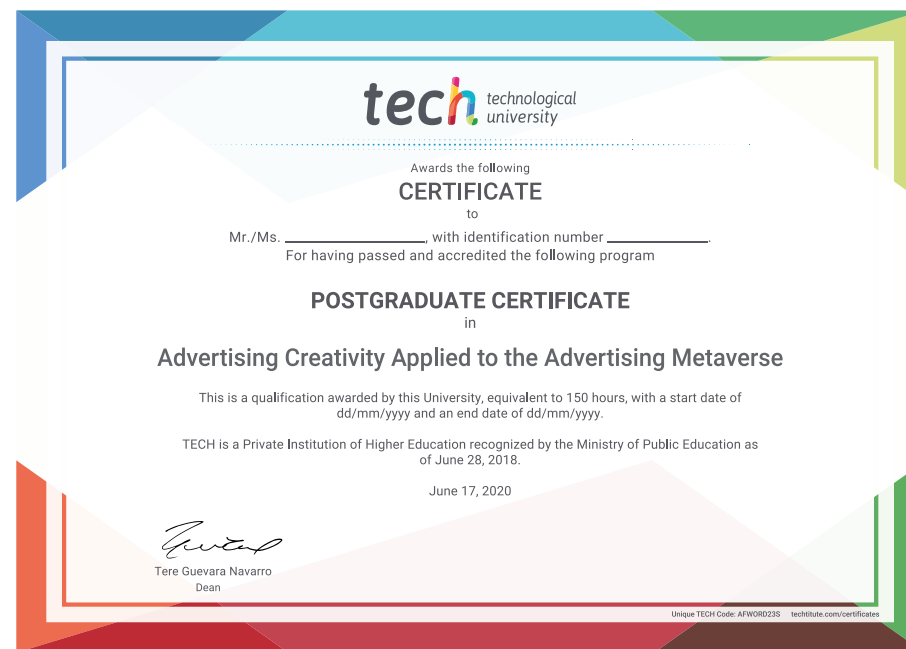 tech technological
university
Awards the following
CERTIFICATE
to
Mr./Ms. ____________________, with identification number ______________.
For having passed and accredited the following program
POSTGRADUATE CERTIFICATE
in
Advertising Creativity Applied to the Advertising Metaverse
This is a qualification awarded by this University, equivalent to 150 hours, with a start date of
dd/mm/yyyy and an end date of dd/mm/yyyy.
TECH is a Private Institution of Higher Education recognized by the Ministry of Public Education as
of June 28, 2018.
June 17, 2020
Tere Guevara Navarro
Dean
Unique TECH Code: AFWORD23S techtitute.com/certificates